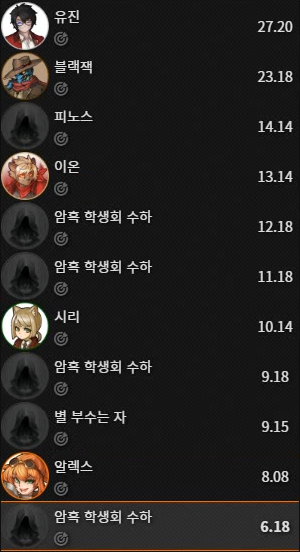 유진
27.20
블랙잭
23.18
피노스
14.14
이온
13.14
암흑 학생회 수하
12.18
암흑 학생회 수하
11.18
시리
10.14
암흑 학생회 수하
9.18
별 부수는 자
9.15
알렉스
8.08
암흑 학생회 수하
6.18